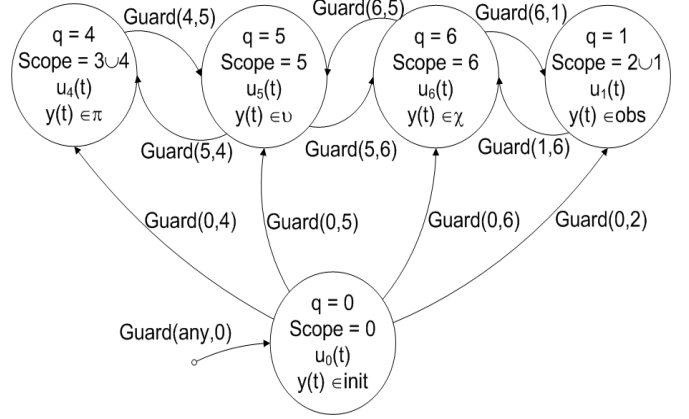 Guard(4,5)
Guard(6,5)
Guard(6,1)
q = 4
Scope = 3∪4
u4(t)
y(t) ∈π
q = 5
Scope = 5
u5(t)
y(t) ∈υ
q = 6
Scope = 6
u6(t)
y(t) ∈χ
q = 1
Scope = 2∪1
u1(t)
y(t) ∈obs
Guard(5,4)
Guard(5,6)
Guard(1,6)
Guard(0,4)
Guard(0,5)
Guard(0,6)
Guard(0,2)
Guard(any,0)
q = 0
Scope = 0
u0(t)
y(t) ∈init